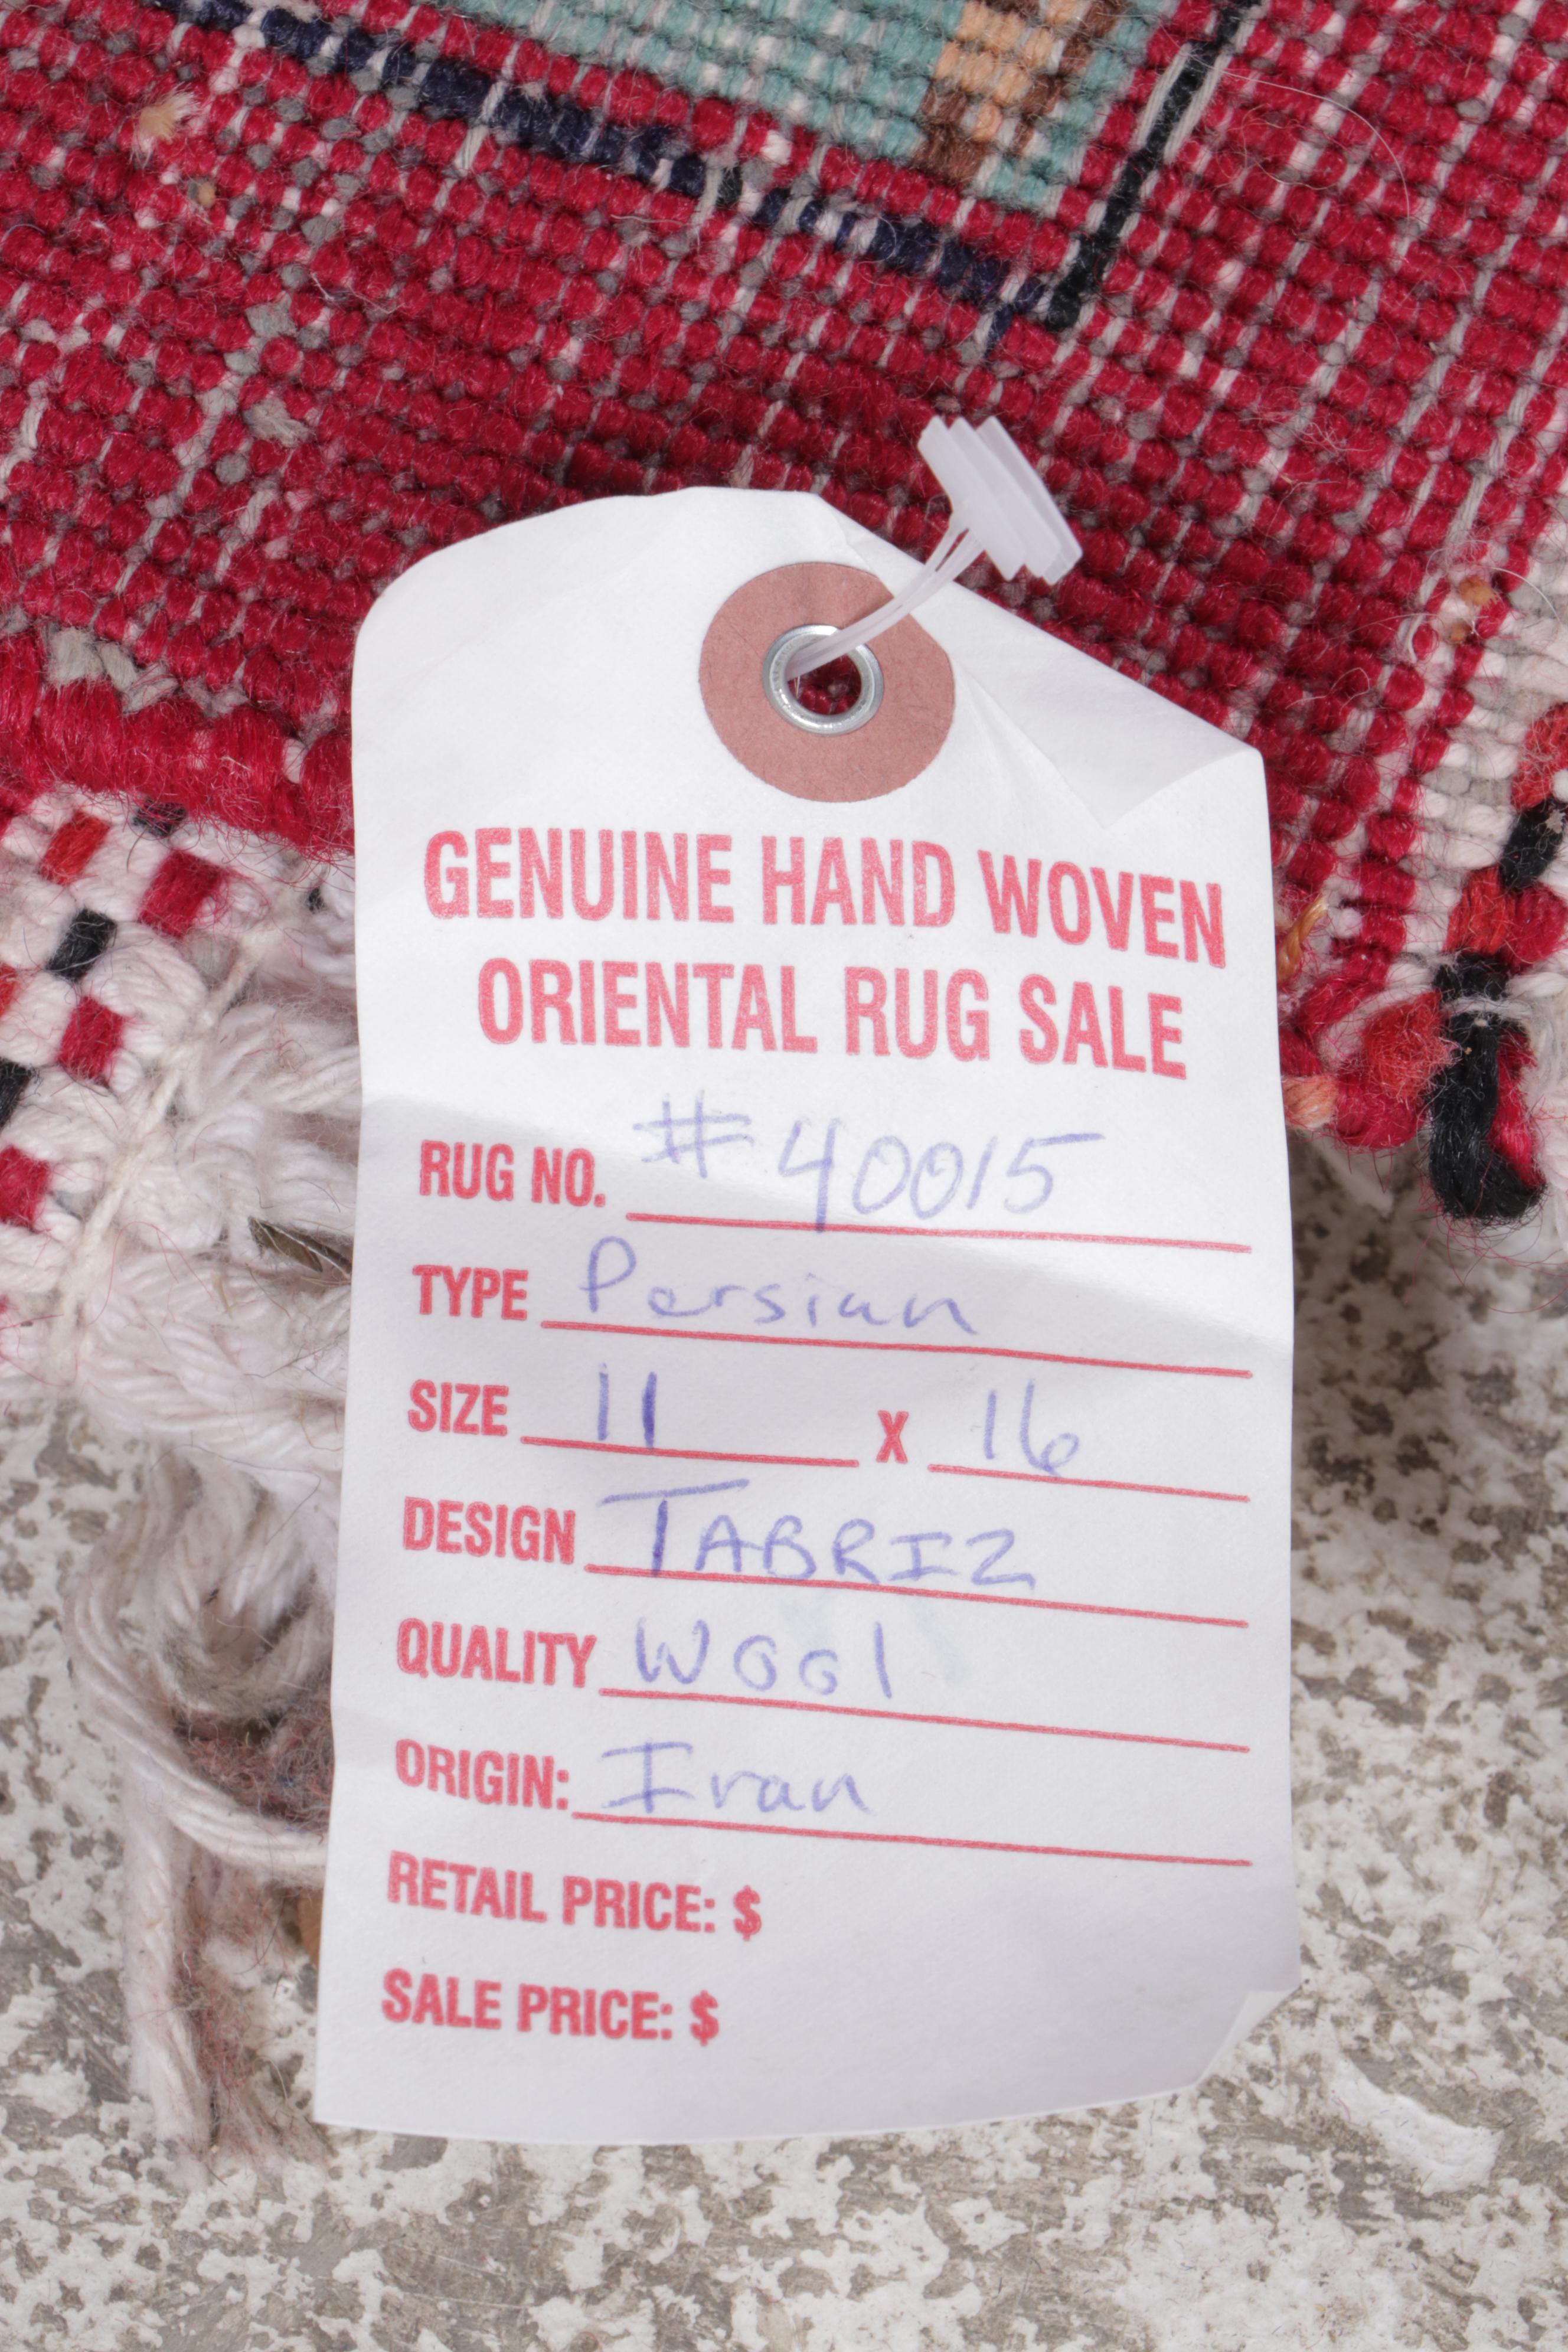 GENUINE HAND WOVEN
ORIENTAL RUG SALE
RUG NO. #40015
TYPE Persian
SIZE 11 X 16
DESIGN TABRIZ
QUALITY Wool
ORIGIN: Iran
RETAIL PRICE: $
SALE PRICE: $